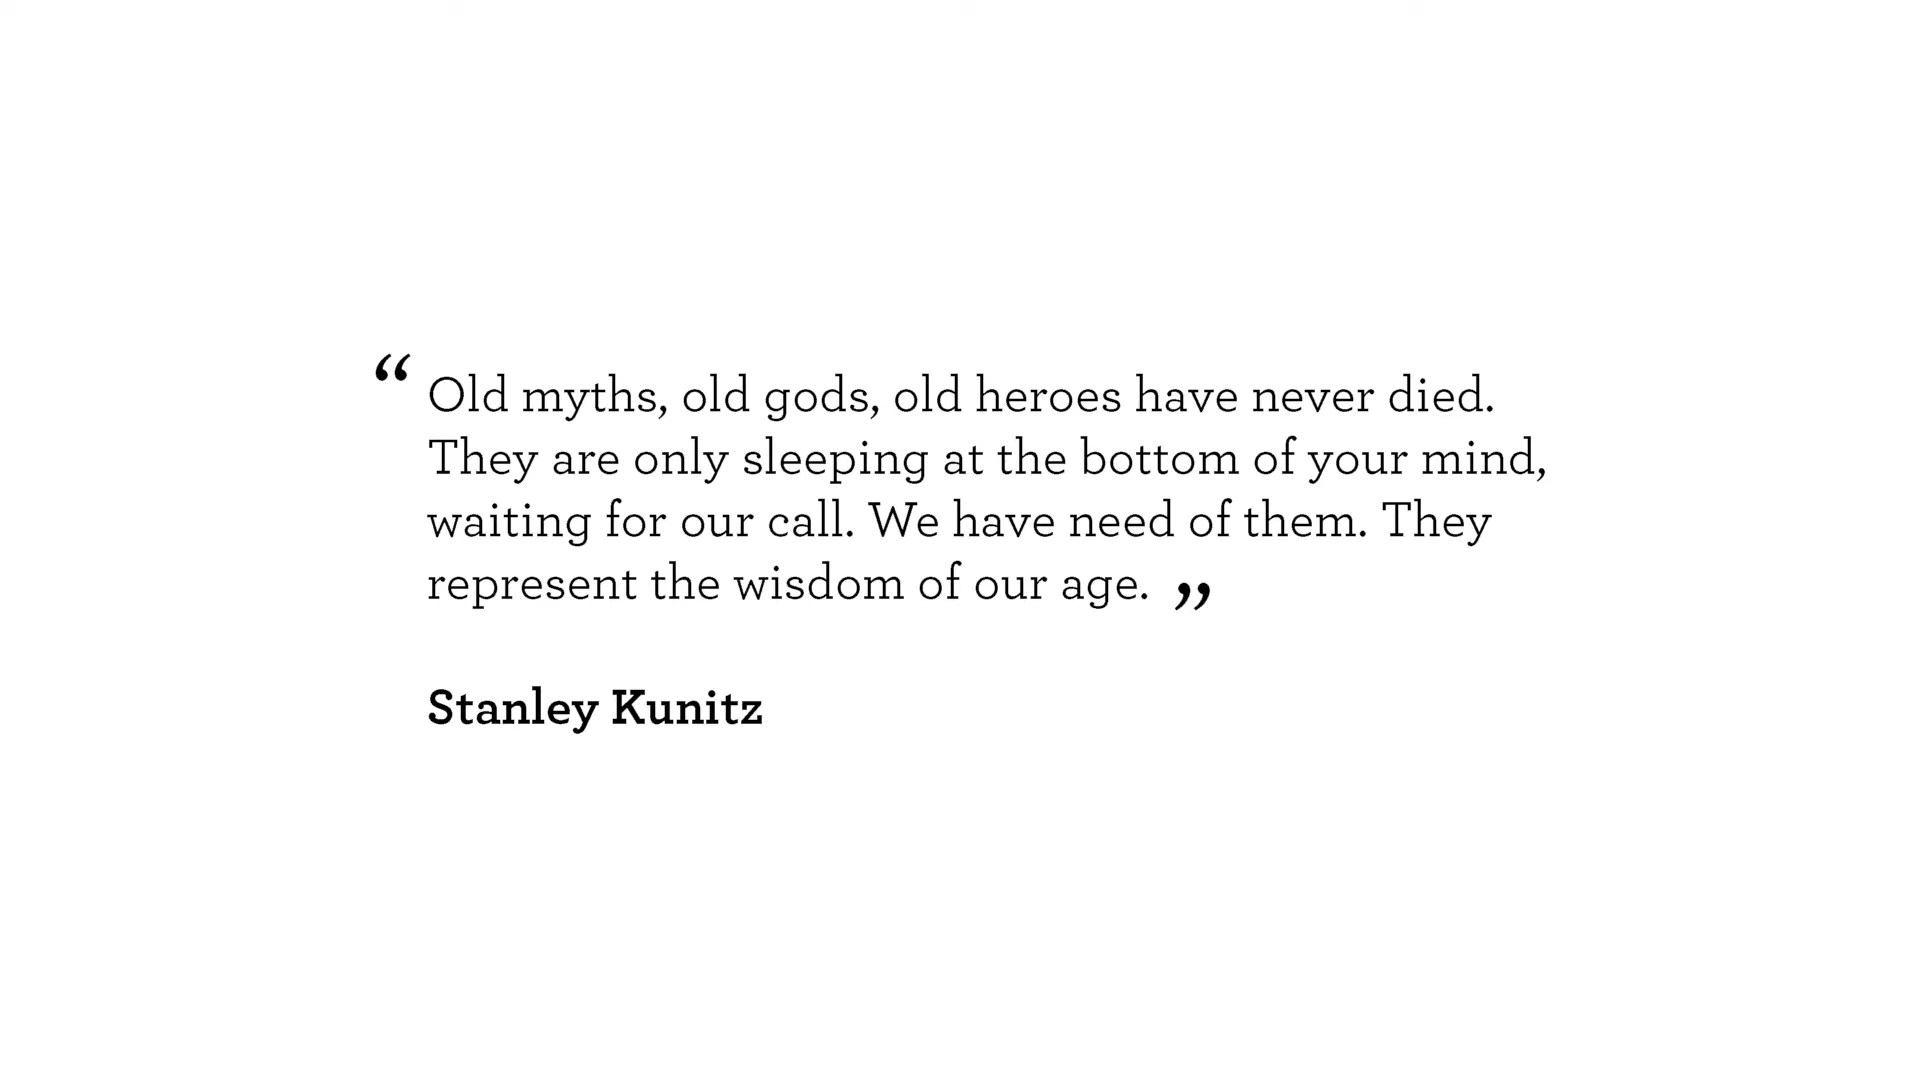 “Old myths, old gods, old heroes have never died.
They are only sleeping at the bottom of your mind,
waiting for our call. We have need of them. They
represent the wisdom of our age.”
Stanley Kunitz